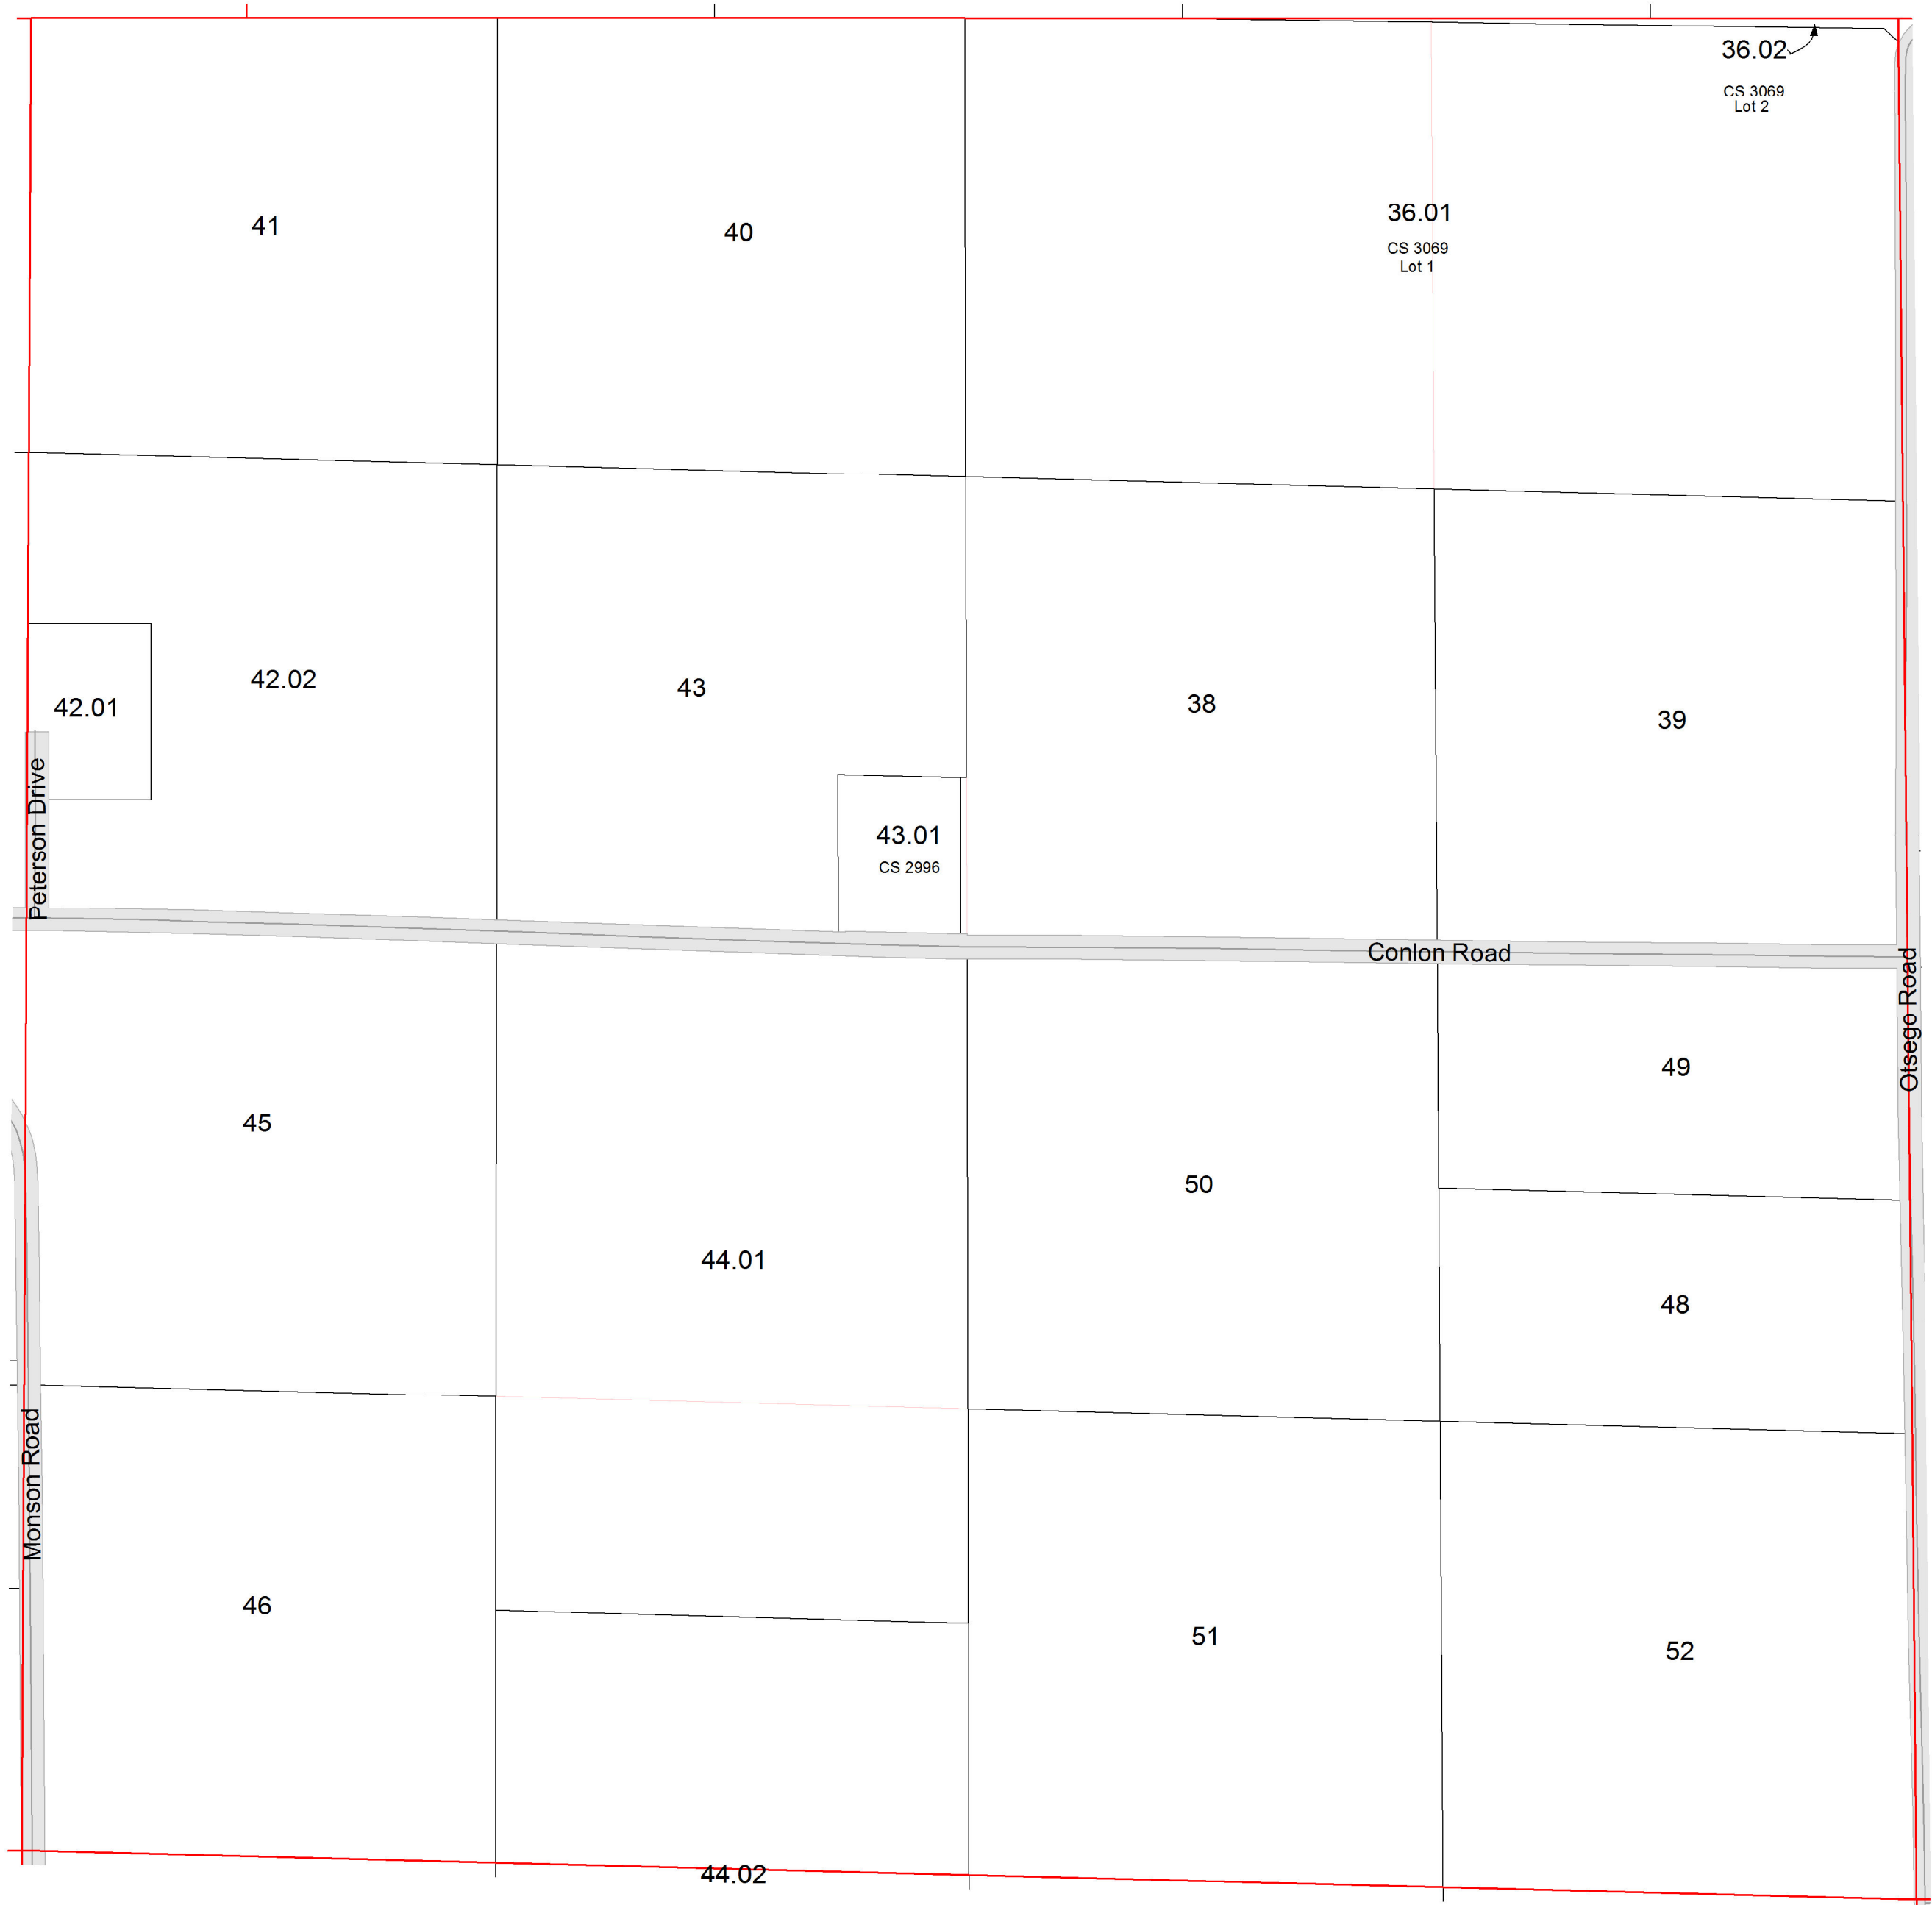 36.02
CS 3069
Lot 2
41
40
36.01
CS 3069
Lot 1
42.01
42.02
43
38
39
Peterson Drive
43.01
CS 2996
Conlon Road
Otsego Road
45
49
50
44.01
48
Monson Road
46
51
52
44.02